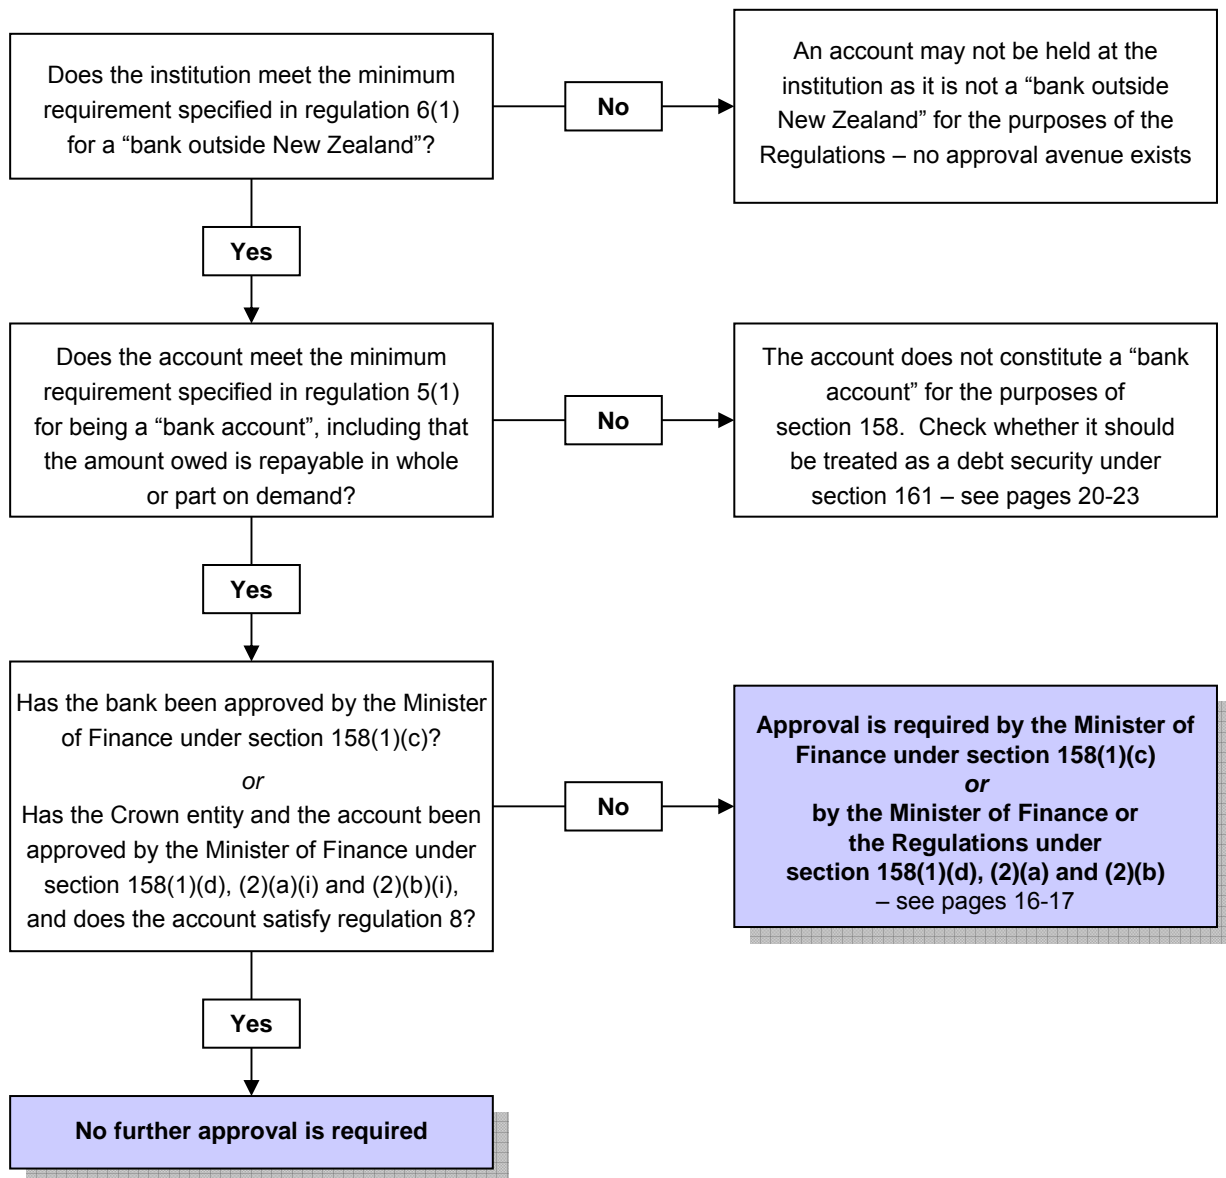 Does the institution meet the minimum
requirement specified in regulation 6(1)
for a “bank outside New Zealand”?
No
An account may not be held at the
institution as it is not a “bank outside
New Zealand” for the purposes of the
Regulations – no approval avenue exists
Yes
Does the account meet the minimum
requirement specified in regulation 5(1)
for being a “bank account”, including that
the amount owed is repayable in whole
or part on demand?
No
The account does not constitute a “bank
account” for the purposes of
section 158.  Check whether it should
be treated as a debt security under
section 161 – see pages 20-23
Yes
Has the bank been approved by the Minister
of Finance under section 158(1)(c)?
or
Has the Crown entity and the account been
approved by the Minister of Finance under
section 158(1)(d), (2)(a)(i) and (2)(b)(i),
and does the account satisfy regulation 8?
No
Approval is required by the Minister of
Finance under section 158(1)(c)
or
by the Minister of Finance or
the Regulations under
section 158(1)(d), (2)(a) and (2)(b)
– see pages 16-17
Yes
No further approval is required